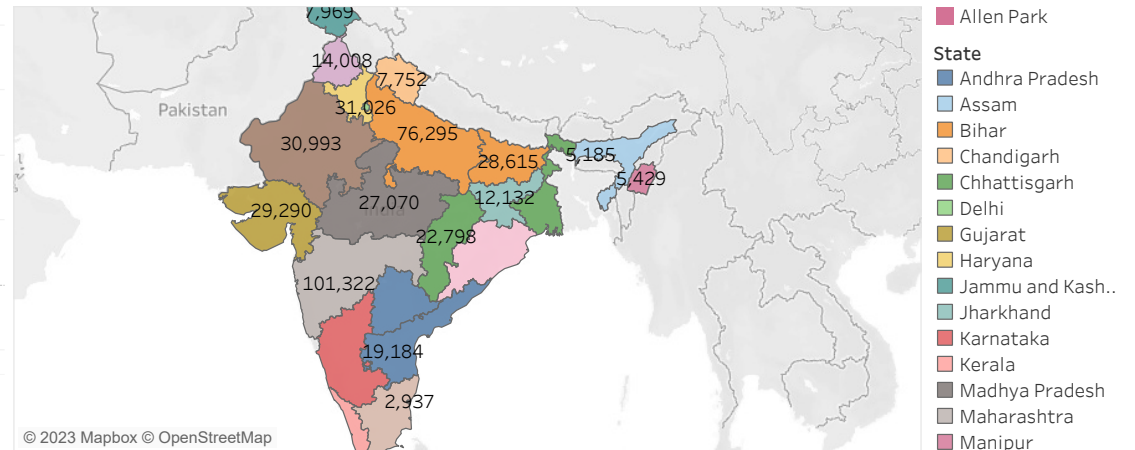 7,969
14,008
7,752
31,026
Pakistan
76,295
30,993
28,615
5,185
5,429
27,070
12,132
29,290
India
22,798
101,322
19,184
2,937
© 2023 Mapbox © OpenStreetMap
Allen Park
State
Andhra Pradesh
Assam
Bihar
Chandigarh
Chhattisgarh
Delhi
Gujarat
Haryana
Jammu and Kash..
Jharkhand
Karnataka
Kerala
Madhya Pradesh
Maharashtra
Manipur